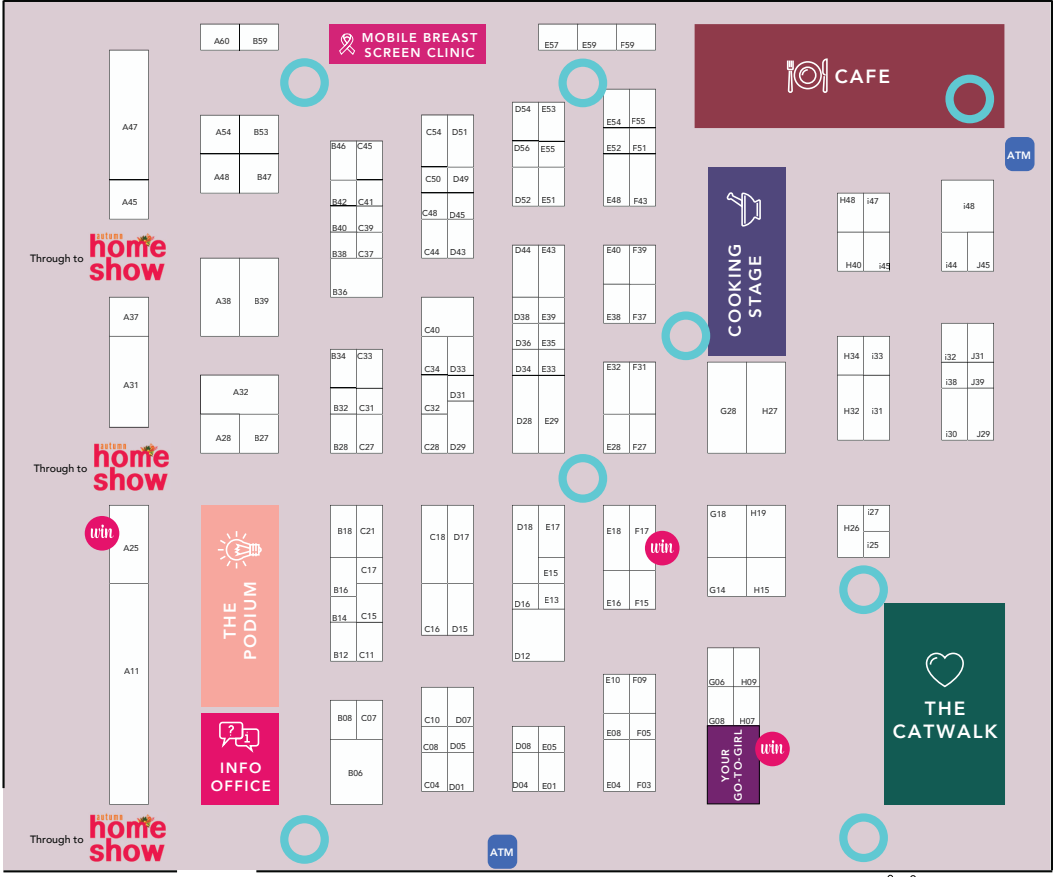 A60 B59
MOBILE BREAST
SCREEN CLINIC
E57 E59 F59
CAFE
A47
A54 B53
A48 B47
A45
B46 C45
B42 C41
B40 C39
B38 C37
B36
C54 D51
C50 D49
C48 D45
C44 D43
D54 E53
D56 E55
D52 E51
E54 F55
E52 F51
E48 F43
ATM
COOKING
STAGE
H48 i47
H40 i45
i48
i44 J45
Through to
autumn
home
show
A37
A31
A38 B39
A32
A28 B27
B34 C33
B32 C31
B28 C27
C40
C34 D33
D31
C32
C28 D29
D44 E43
D38 E39
D36 E35
D34 E33
D28 E29
E40 F39
E38 F37
E32 F31
E28 F27
G28 H27
H34 i33
H32 i31
i32 J31
i38 J39
i30 J29
Through to
autumn
home
show
win
A25
A11
THE
PODIUM
? i
INFO
OFFICE
B18 C21
C17
B16
B14 C15
B12 C11
B08 C07
B06
C18 D17
C16 D15
C10 D07
C08 D05
C04 D01
D18 E17
E15
D16 E13
D12
D08 E05
D04 E01
E18 F17
win
E16 F15
E10 F09
E08 F05
E04 F03
G18 H19
G14 H15
G06 H09
G08 H07
YOUR
GO-TO-GIRL
win
H26 i27
i25
THE
CATWALK
Through to
autumn
home
show
ATM